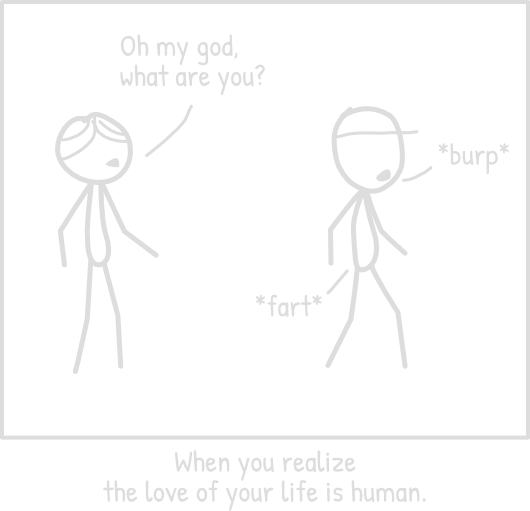 Oh my god,
what are you?
*burp*
*fart*
When you realize
the love of your life is human.